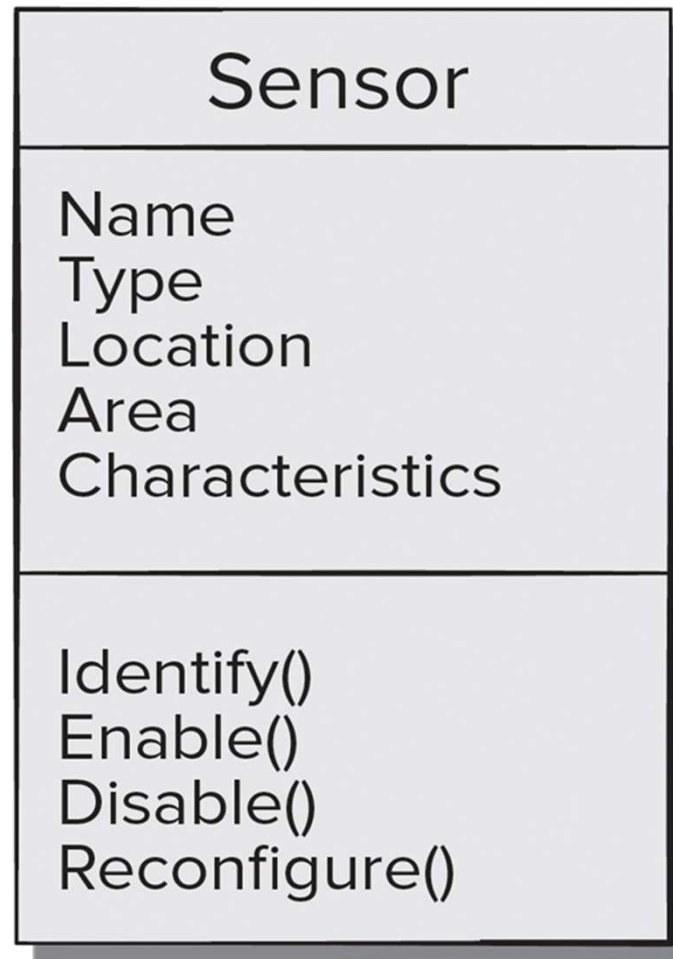 Sensor
Name
Type
Location
Area
Characteristics
Identify()
Enable()
Disable()
Reconfigure()